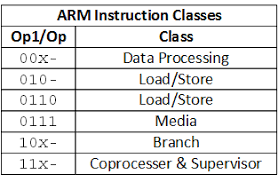 ARM Instruction Classes
Op1/Op Class
00X- Data Processing
010- Load/Store
0110 Load/Store
0111 Media
10X- Branch
11X- Coprocesser & Supervisor